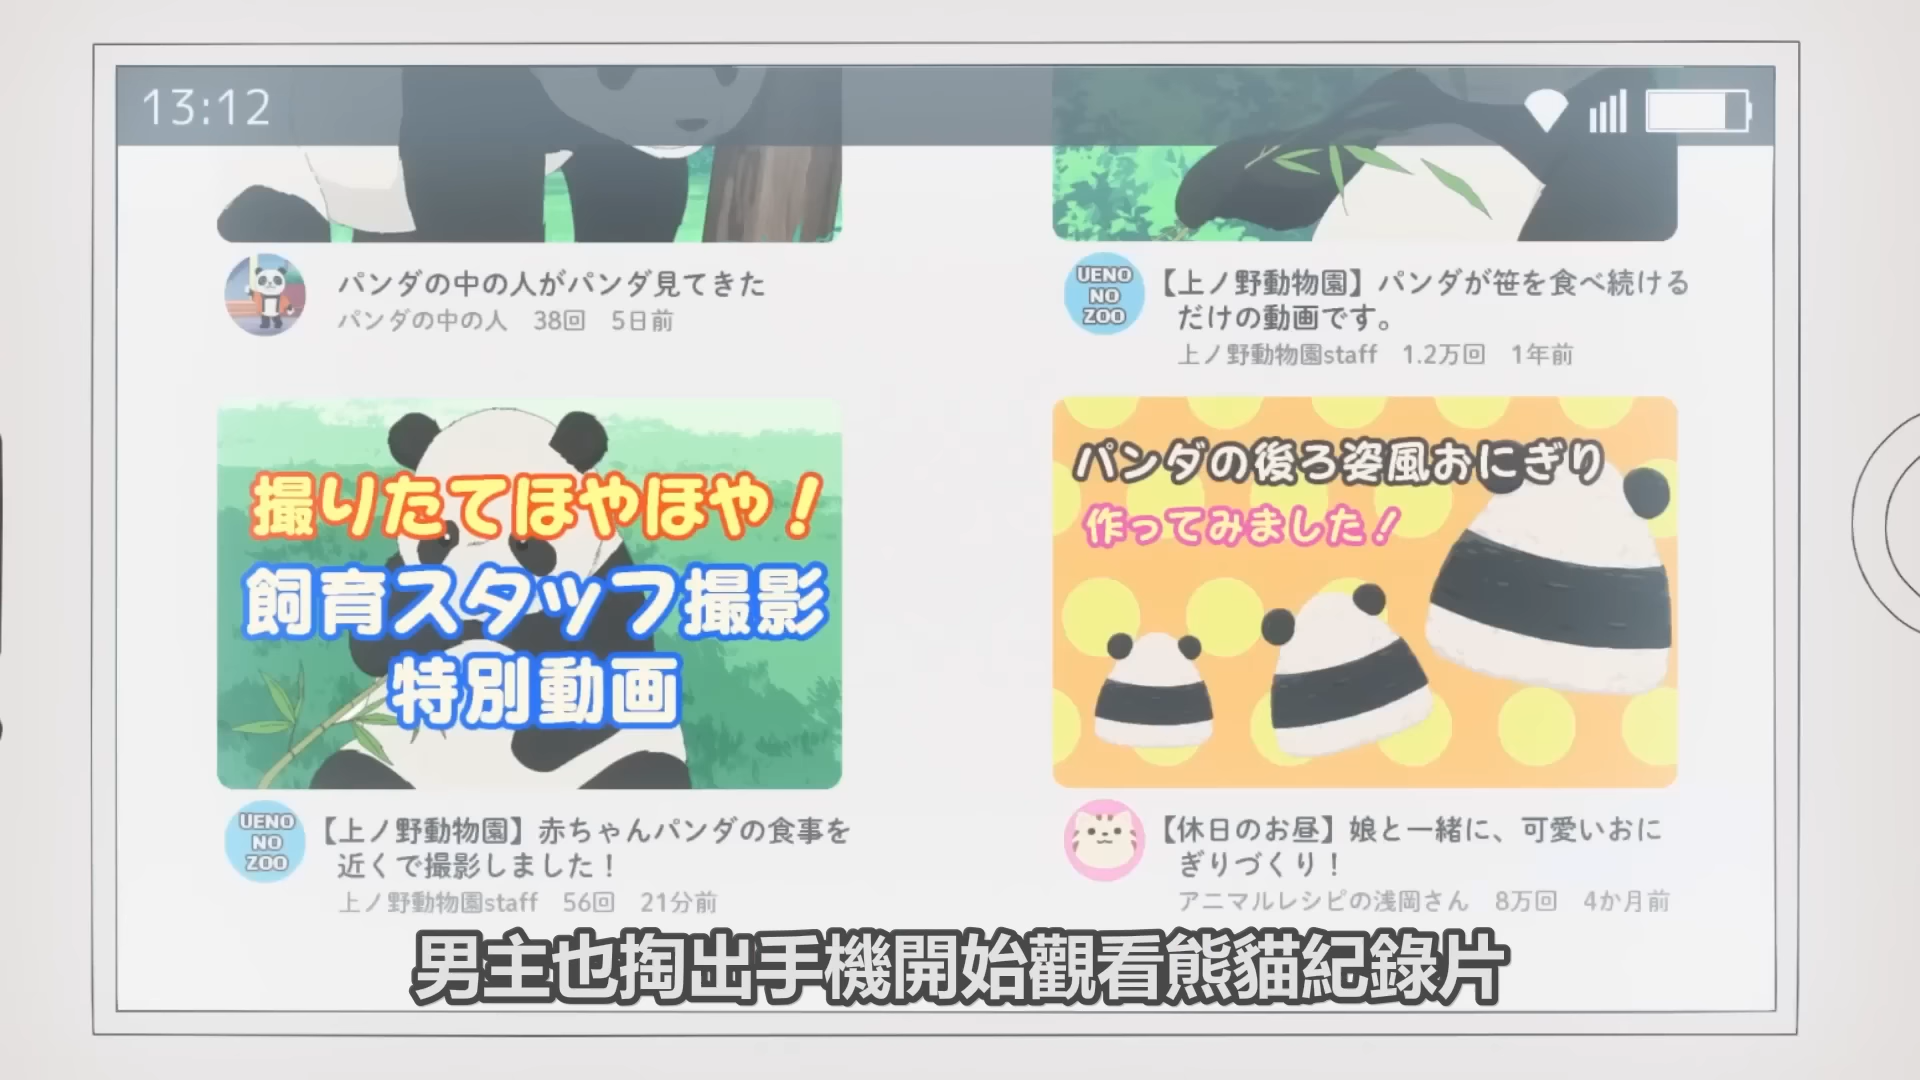 13:12
パンダの中の人がパンダ見てきた
パンダの中の人 38回 5日前
UENO
NO
ZOO
【上ノ野動物園】パンダが笹を食べ続ける
だけの動画です。
上ノ野動物園staff 1.2万回 1年前
撮りたてほやほや！
飼育スタッフ撮影
特別動画
パンダの後ろ姿風おにぎり
作ってみました！
UENO
NO
ZOO
【上ノ野動物園】赤ちゃんパンダの食事を
近くで撮影しました！
上ノ野動物園staff 56回 21分前
【休日のお昼】娘と一緒に、可愛いおに
ぎりづくり！
アニマルレシピの浅岡さん 8万回 4か月前
男主也掏出手機開始觀看熊貓紀錄片